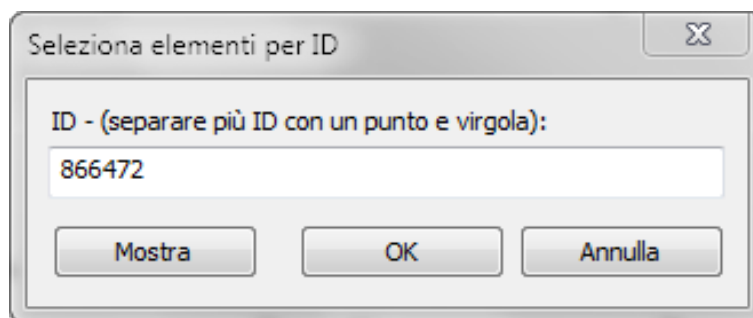 Seleziona elementi per ID
ID - (separare più ID con un punto e virgola):
866472
Mostra OK Annulla